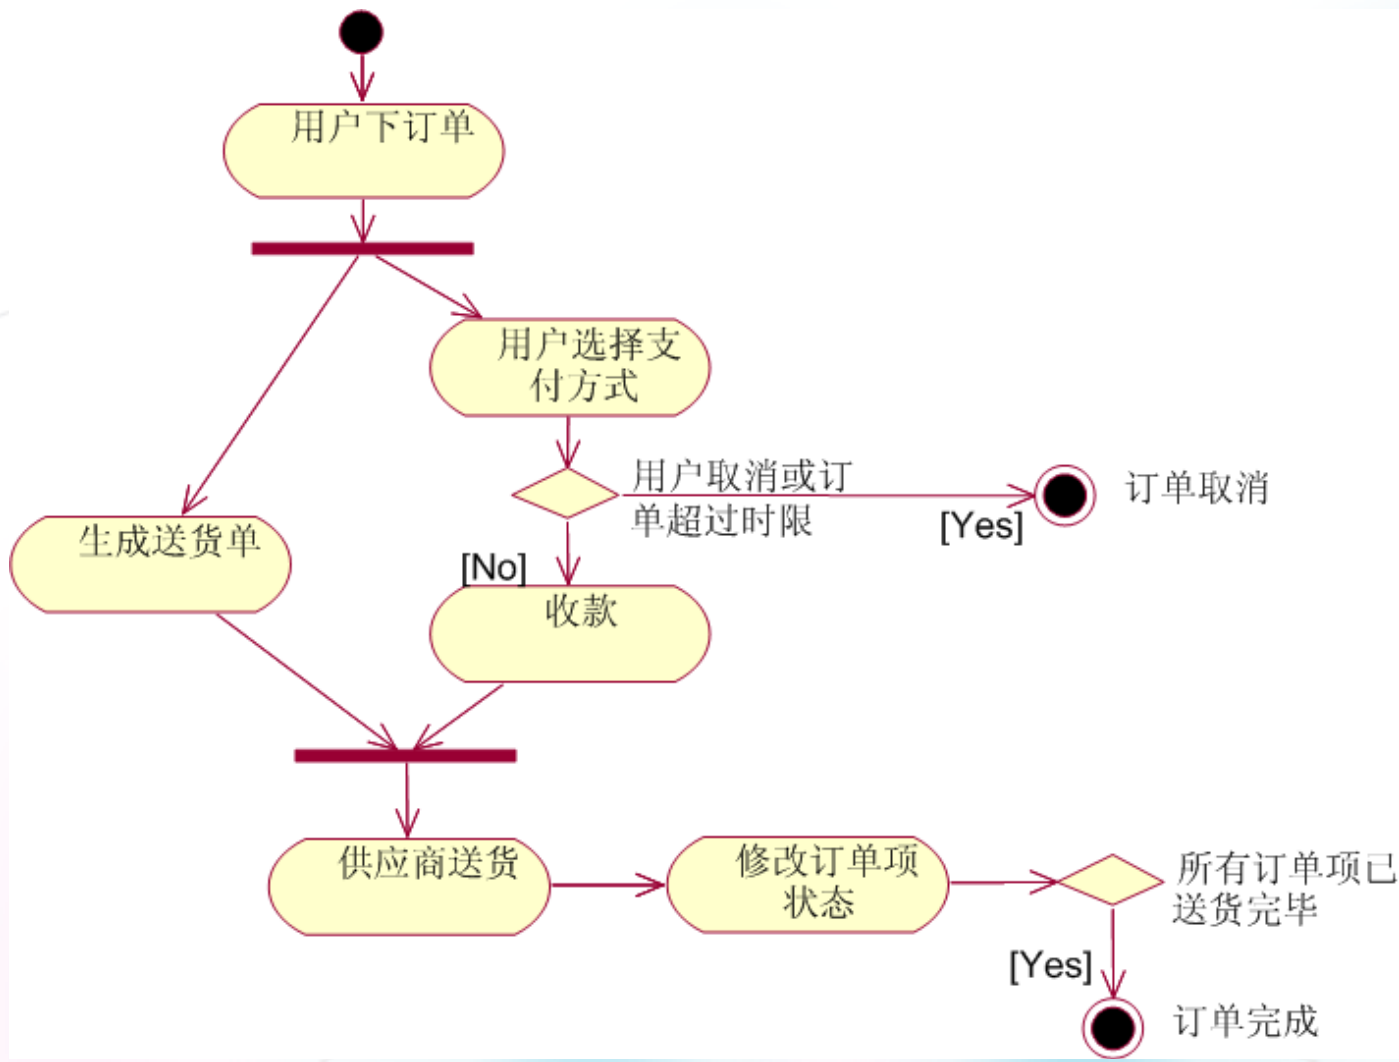 用户下订单
用户选择支
付方式
用户取消或订
单超过时限
[Yes]
订单取消
生成送货单
[No]
收款
供应商送货
修改订单项
状态
所有订单项已
送货完毕
[Yes]
订单完成